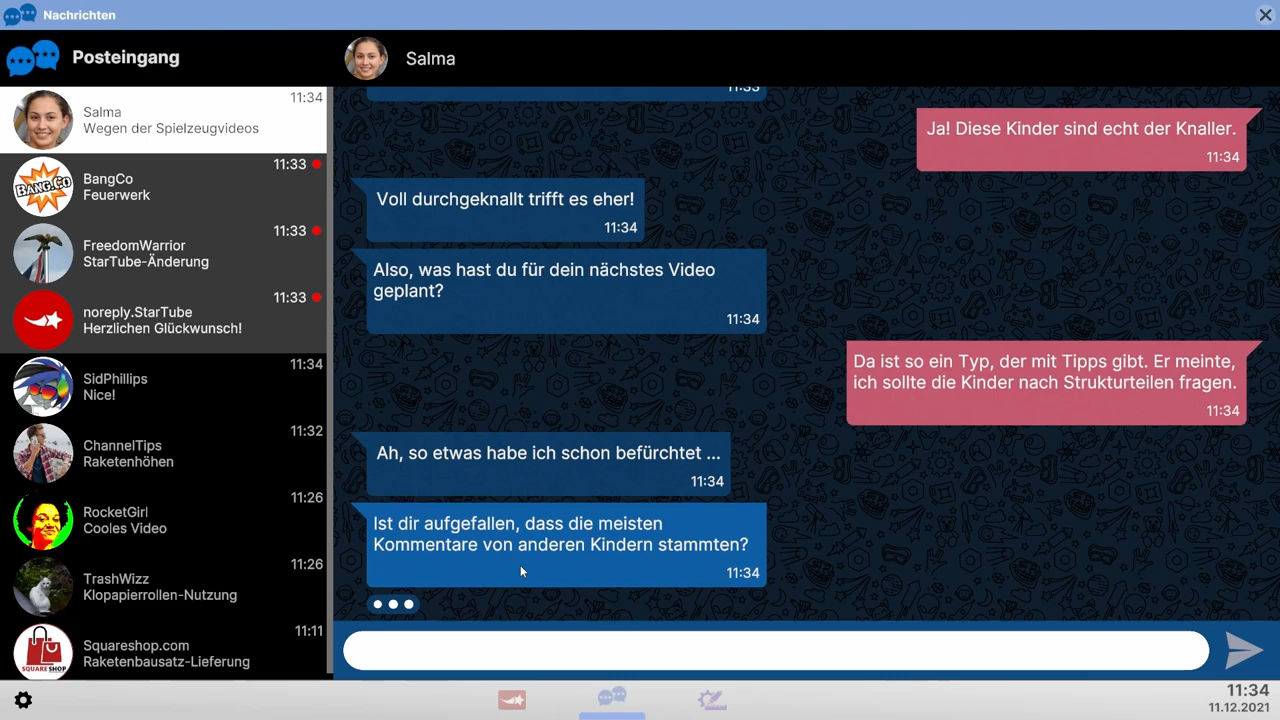 Nachrichten
Posteingang
Salma
11:34
Salma
Wegen der Spielzeugvideos
11:33
BangCo
Feuerwerk
BANG.CO
11:33
FreedomWarrior
StarTube-Änderung
11:33
noreply.StarTube
Herzlichen Glückwunsch!
11:34
SidPhillips
Nice!
11:32
ChannelTips
Raketenhöhen
11:26
RocketGirl
Cooles Video
11:26
TrashWizz
Klopapierrollen-Nutzung
11:11
Squareshop.com
Raketenbausatz-Lieferung
SQUARE SHOP
11:33
Ja! Diese Kinder sind echt der Knaller.
11:34
Voll durchgeknallt trifft es eher!
11:34
Also, was hast du für dein nächstes Video
geplant?
11:34
Da ist so ein Typ, der mit Tipps gibt. Er meinte,
ich sollte die Kinder nach Strukturteilen fragen.
11:34
Ah, so etwas habe ich schon befürchtet ...
11:34
Ist dir aufgefallen, dass die meisten
Kommentare von anderen Kindern stammten?
11:34
11:34
11.12.2021